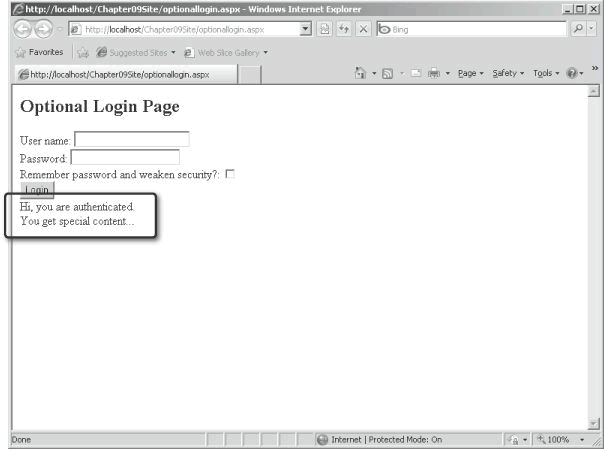 http://localhost/Chapter09Site/optionallogin.aspx - Windows Internet Explorer
http://localhost/Chapter09Site/optionallogin.aspx
Bing
Favorites Suggested Sites Web Slice Gallery
http://localhost/Chapter09Site/optionallogin.aspx
Page Safety Tools
Optional Login Page
User name:
Password:
Remember password and weaken security?:
Login
Hi, you are authenticated.
You get special content...
Done
Internet | Protected Mode: On
100%